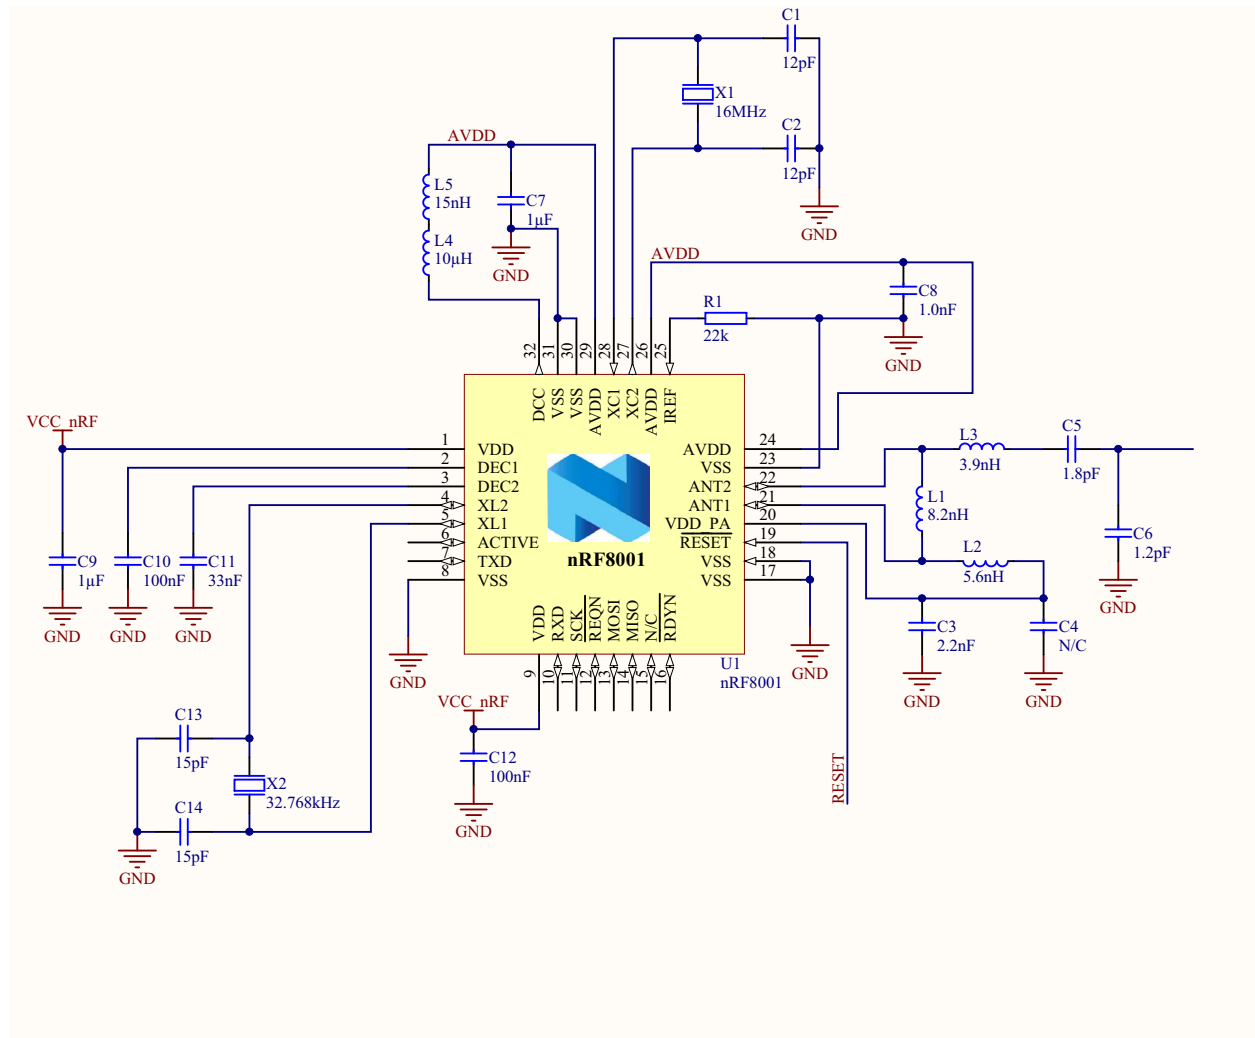 C1
12pF
X1
16MHz
C2
12pF
GND
AVDD
L5
15nH
C7
1µF
L4
10µH
GND
AVDD
C8
1.0nF
R1
22k
GND
32
31
30
29
28
27
26
25
DCC
VSS
VSS
AVDD
XC1
XC2
AVDD
IREF
VCC_nRF
1
VDD
2
DEC1
3
DEC2
4
XL2
5
XL1
6
ACTIVE
7
TXD
8
VSS
24
AVDD
23
VSS
22
ANT2
21
ANT1
20
VDD_PA
19
RESET
18
VSS
17
VSS
nRF8001
L3
3.9nH
C5
1.8pF
L1
8.2nH
L2
5.6nH
C6
1.2pF
GND
C9
1µF
GND
C10
100nF
GND
C11
33nF
GND
GND
VDD
RXD
SCK
REQN
MOSI
MISO
N/C
RDYN
9
10
11
12
13
14
15
16
U1
nRF8001
GND
C3
2.2nF
GND
C4
N/C
GND
VCC_nRF
C12
100nF
GND
RESET
C13
15pF
X2
32.768kHz
C14
15pF
GND